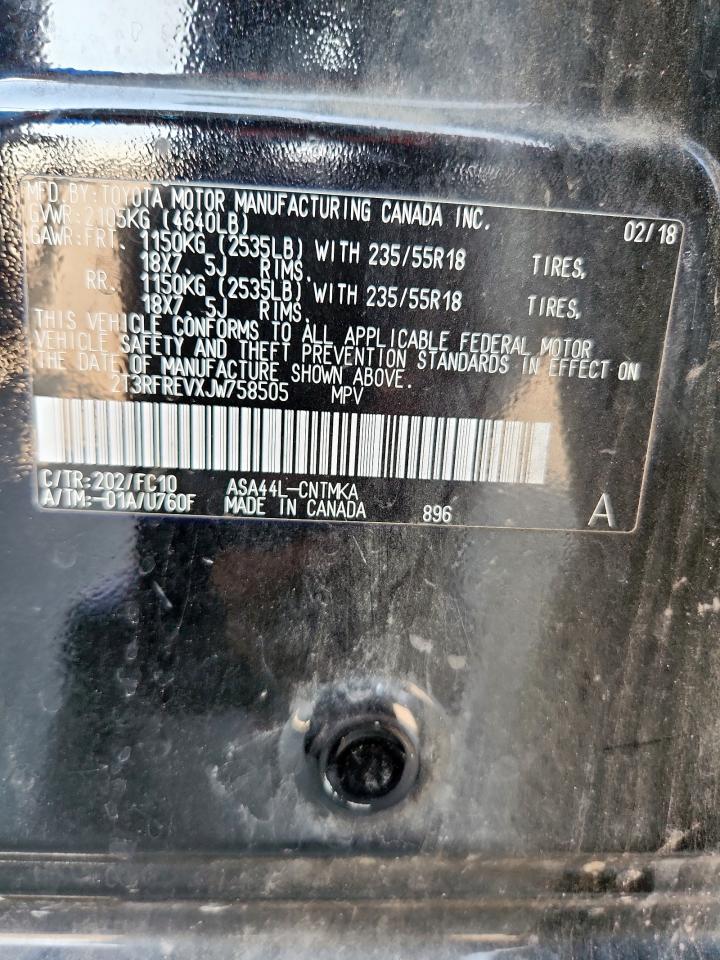 MFD.BY:TOYOTA MOTOR MANUFACTURING CANADA INC. 02/18
GVWR:2105KG (4640LB)
GAWR:FRT. 1150KG (2535LB) WITH 235/55R18 TIRES,
18X7.5J RIMS.
RR. 1150KG (2535LB) WITH 235/55R18 TIRES,
18X7.5J RIMS.
THIS VEHICLE CONFORMS TO ALL APPLICABLE FEDERAL MOTOR
VEHICLE SAFETY AND THEFT PREVENTION STANDARDS IN EFFECT ON
THE DATE OF MANUFACTURE SHOWN ABOVE.
2T3RFREVXJW758505 MPV
C/TR:202/FC10 ASA44L-CNTMKA
A/TM:-01A/U760F MADE IN CANADA 896 A